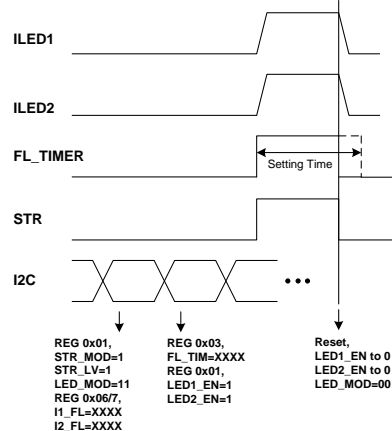 ILED1
ILED2
FL_TIMER
Setting Time
STR
I2C
REG 0x01,
STR_MOD=1
STR_LV=1
LED_MOD=11
REG 0x06/7,
I1_FL=XXXX
I2_FL=XXXX
REG 0x03,
FL_TIM=XXXX
REG 0x01,
LED1_EN=1
LED2_EN=1
Reset,
LED1_EN to 0
LED2_EN to 0
LED_MOD=00